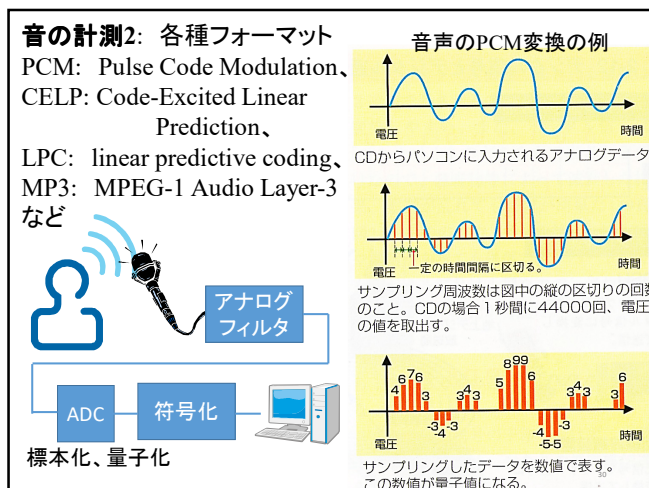 音の計測2: 各種フォーマット
PCM: Pulse Code Modulation、
CELP: Code-Excited Linear
Prediction、
LPC: linear predictive coding、
MP3: MPEG-1 Audio Layer-3
など
アナログ
フィルタ
ADC
符号化
標本化、量子化
音声のPCM変換の例
電圧
時間
CDからパソコンに入力されるアナログデータ
一定の時間間隔に区切る。
電圧
時間
サンプリング周波数は図中の縦の区切りの回数
のこと。CDの場合1秒間に44000回、電圧
の値を取出す。
4 6 7 6 3 -3 -4 -3 3 4 3 5 8 9 9 6 -4 -5 -5 -3 3 4 3 3 6
電圧
時間
サンプリングしたデータを数値で表す。
この数値が量子値になる。